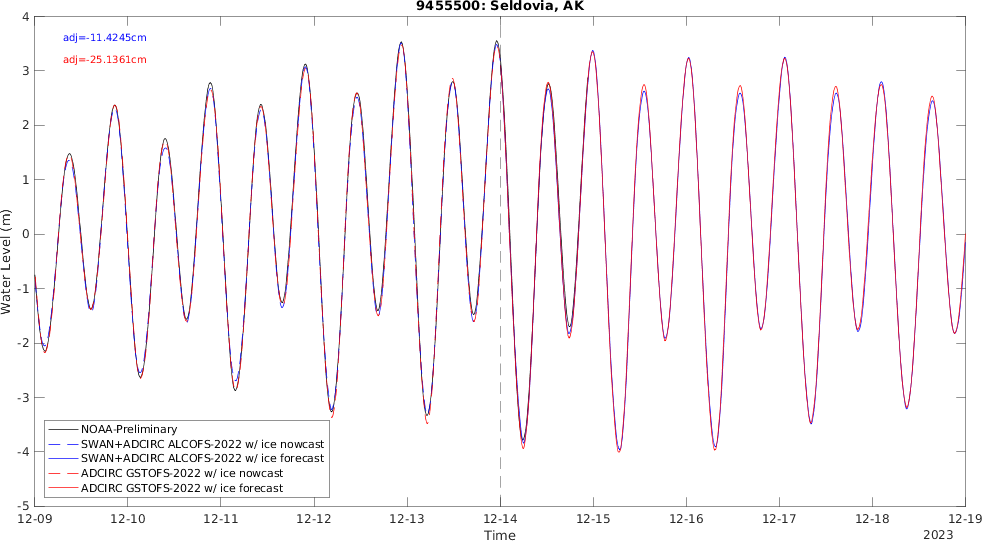 9455500: Seldovia, AK
adj=-11.4245cm
adj=-25.1361cm
4
3
2
1
0
-1
-2
-3
-4
-5
Water Level (m)
NOAA-Preliminary
SWAN+ADCIRC ALCOFS-2022 w/ ice nowcast
SWAN+ADCIRC ALCOFS-2022 w/ ice forecast
ADCIRC GSTOFS-2022 w/ ice nowcast
ADCIRC GSTOFS-2022 w/ ice forecast
12-09 12-10 12-11 12-12 12-13 12-14 12-15 12-16 12-17 12-18 12-19
Time
2023